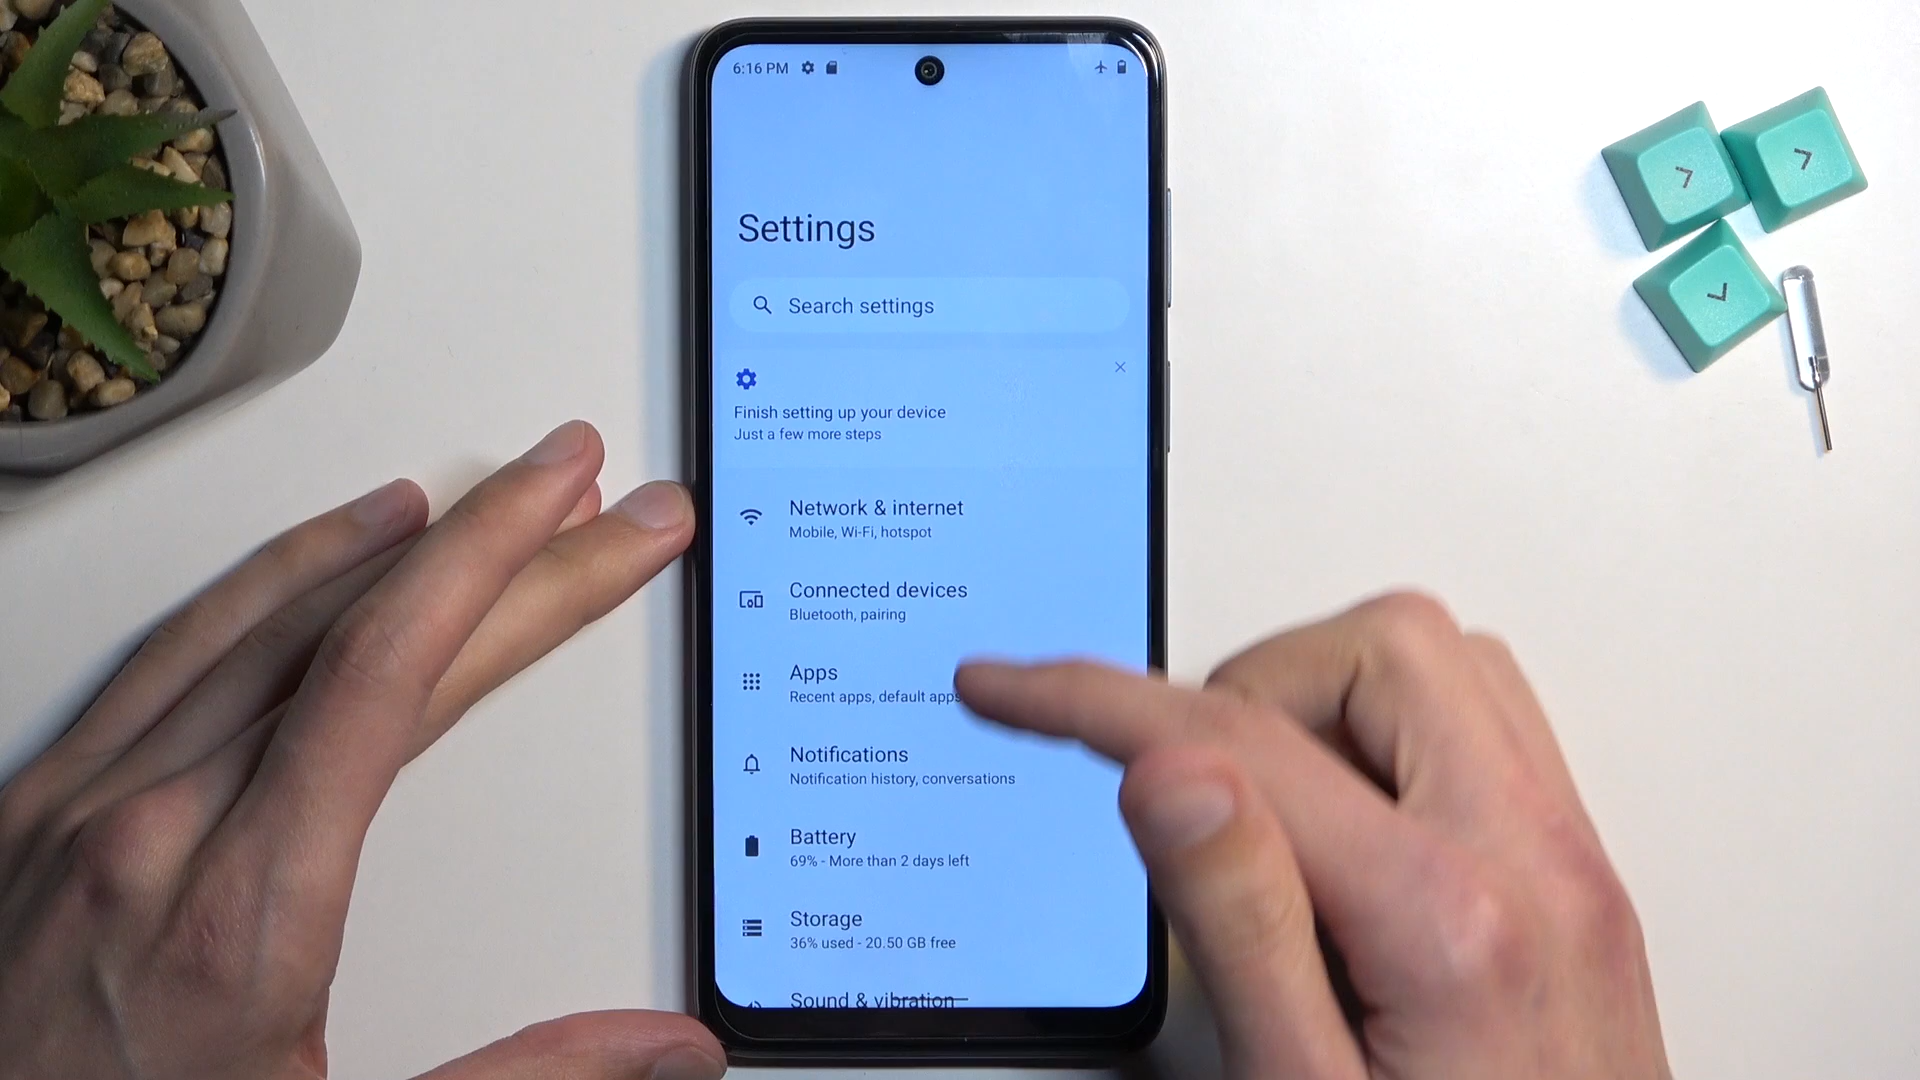 6:16 PM
Settings
Search settings
Finish setting up your device
Just a few more steps
Network & internet
Mobile, Wi-Fi, hotspot
Connected devices
Bluetooth, pairing
Apps
Recent apps, default apps
Notifications
Notification history, conversations
Battery
69% - More than 2 days left
Storage
36% used - 20.50 GB free
Sound & vibration